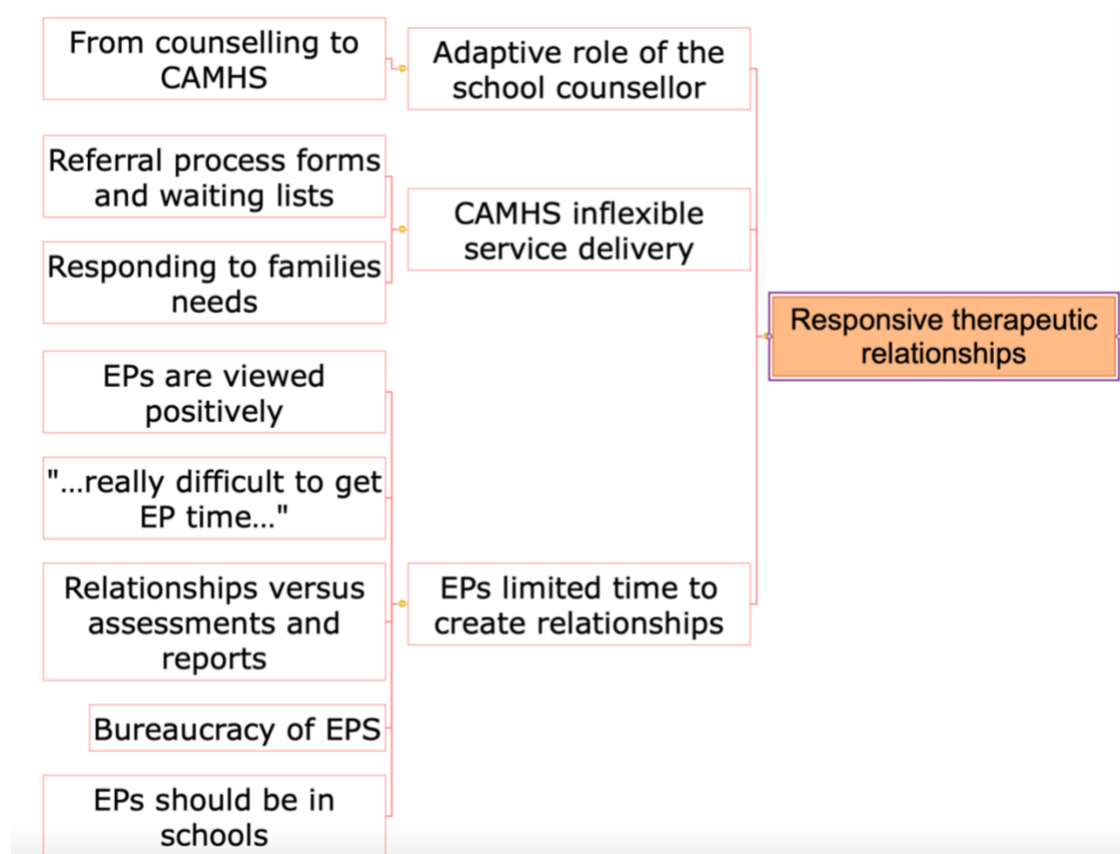 From counselling to
CAMHS
Adaptive role of the
school counsellor
Referral process forms
and waiting lists
CAMHS inflexible
service delivery
Responding to families
needs
Responsive therapeutic
relationships
EPs are viewed
positively
"...really difficult to get
EP time..."
Relationships versus
assessments and
reports
EPs limited time to
create relationships
Bureaucracy of EPS
EPs should be in
schools